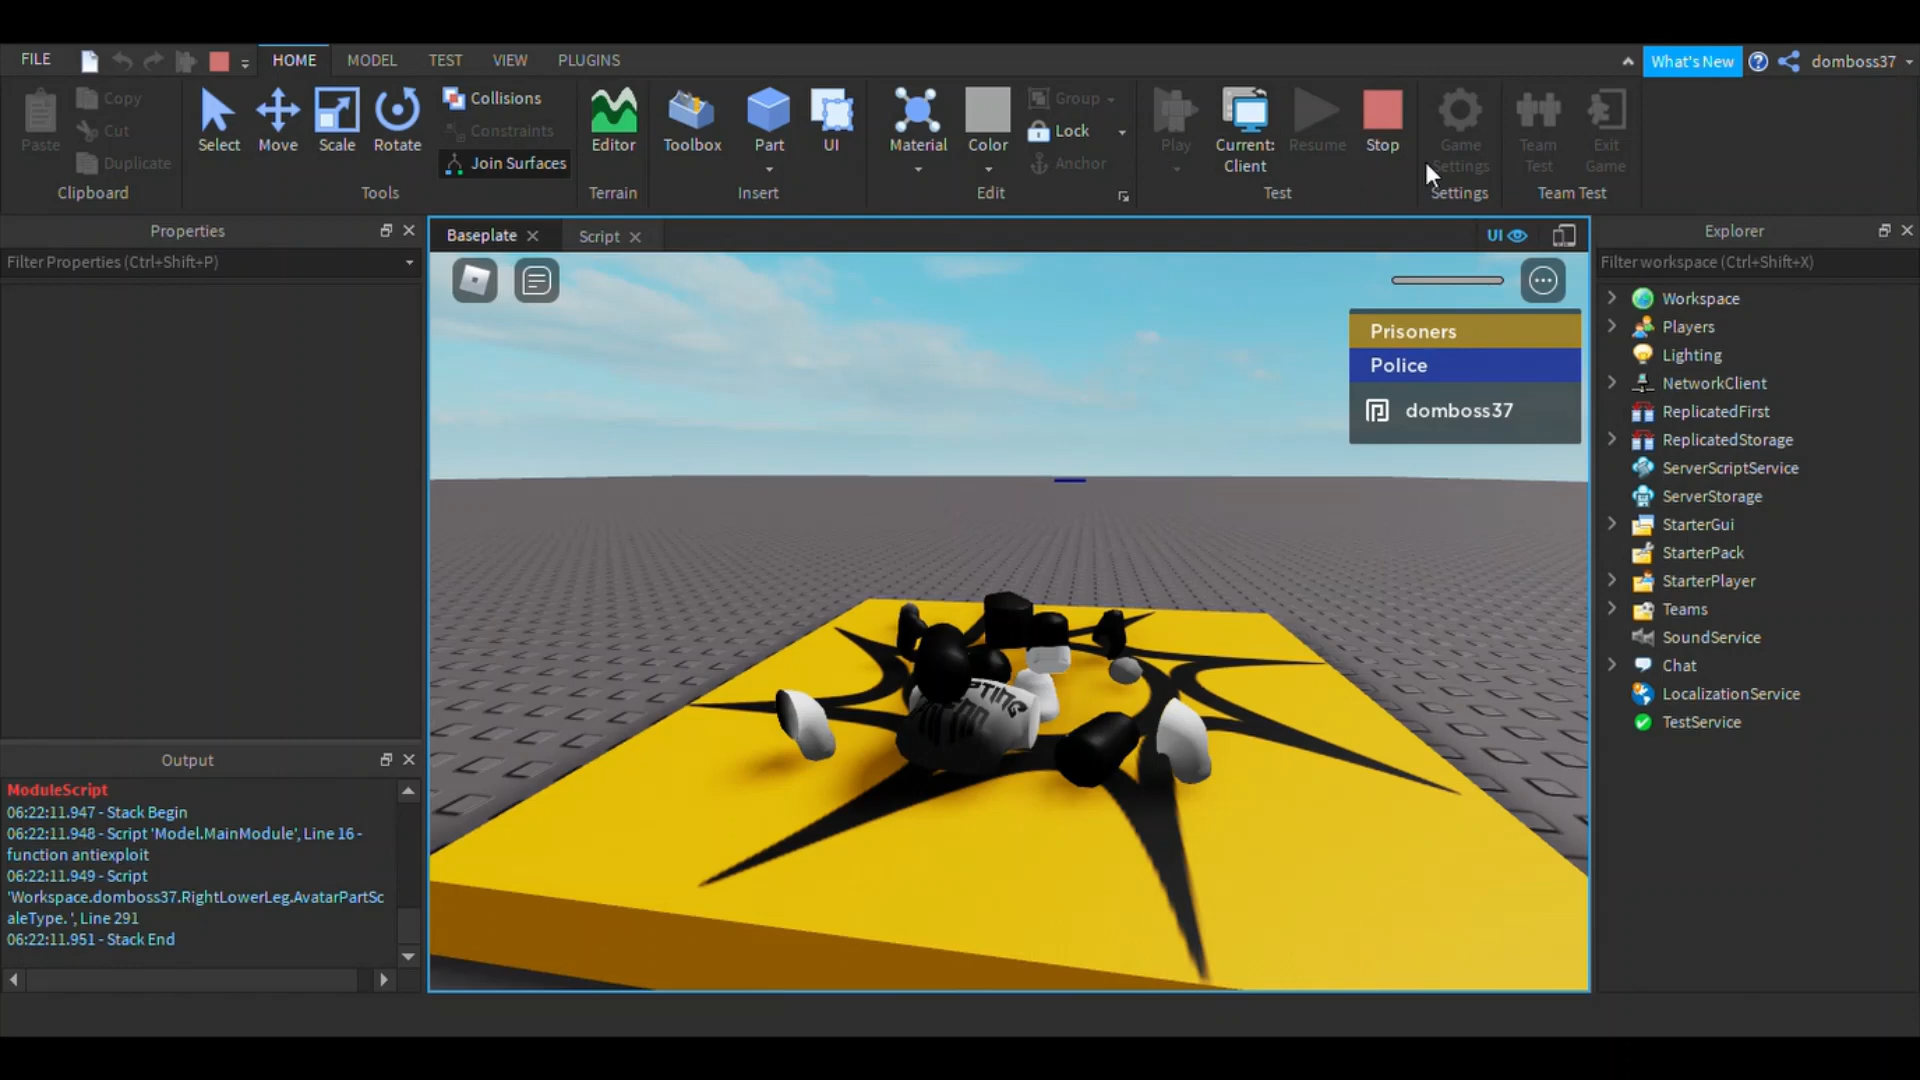 FILE
HOME
MODEL
TEST
VIEW
PLUGINS
What's New
domboss37
Paste
Copy
Cut
Duplicate
Clipboard
Select
Move
Scale
Rotate
Collisions
Constraints
Join Surfaces
Tools
Editor
Terrain
Toolbox
Part
UI
Insert
Material
Color
Group
Lock
Anchor
Edit
Play
Current:
Client
Resume
Stop
Test
Game
Settings
Settings
Team
Test
Exit
Game
Team Test
Properties
Filter Properties (Ctrl+Shift+P)
Output
ModuleScript
06:22:11.947 - Stack Begin
06:22:11.948 - Script 'Model.MainModule', Line 16 -
function antiexploit
06:22:11.949 - Script
'Workspace.domboss37.RightLowerLeg.AvatarPartSc
aleType. ', Line 291
06:22:11.951 - Stack End
Baseplate
Script
UI
Prisoners
Police
domboss37
Explorer
Filter workspace (Ctrl+Shift+X)
Workspace
Players
Lighting
NetworkClient
ReplicatedFirst
ReplicatedStorage
ServerScriptService
ServerStorage
StarterGui
StarterPack
StarterPlayer
Teams
SoundService
Chat
LocalizationService
TestService